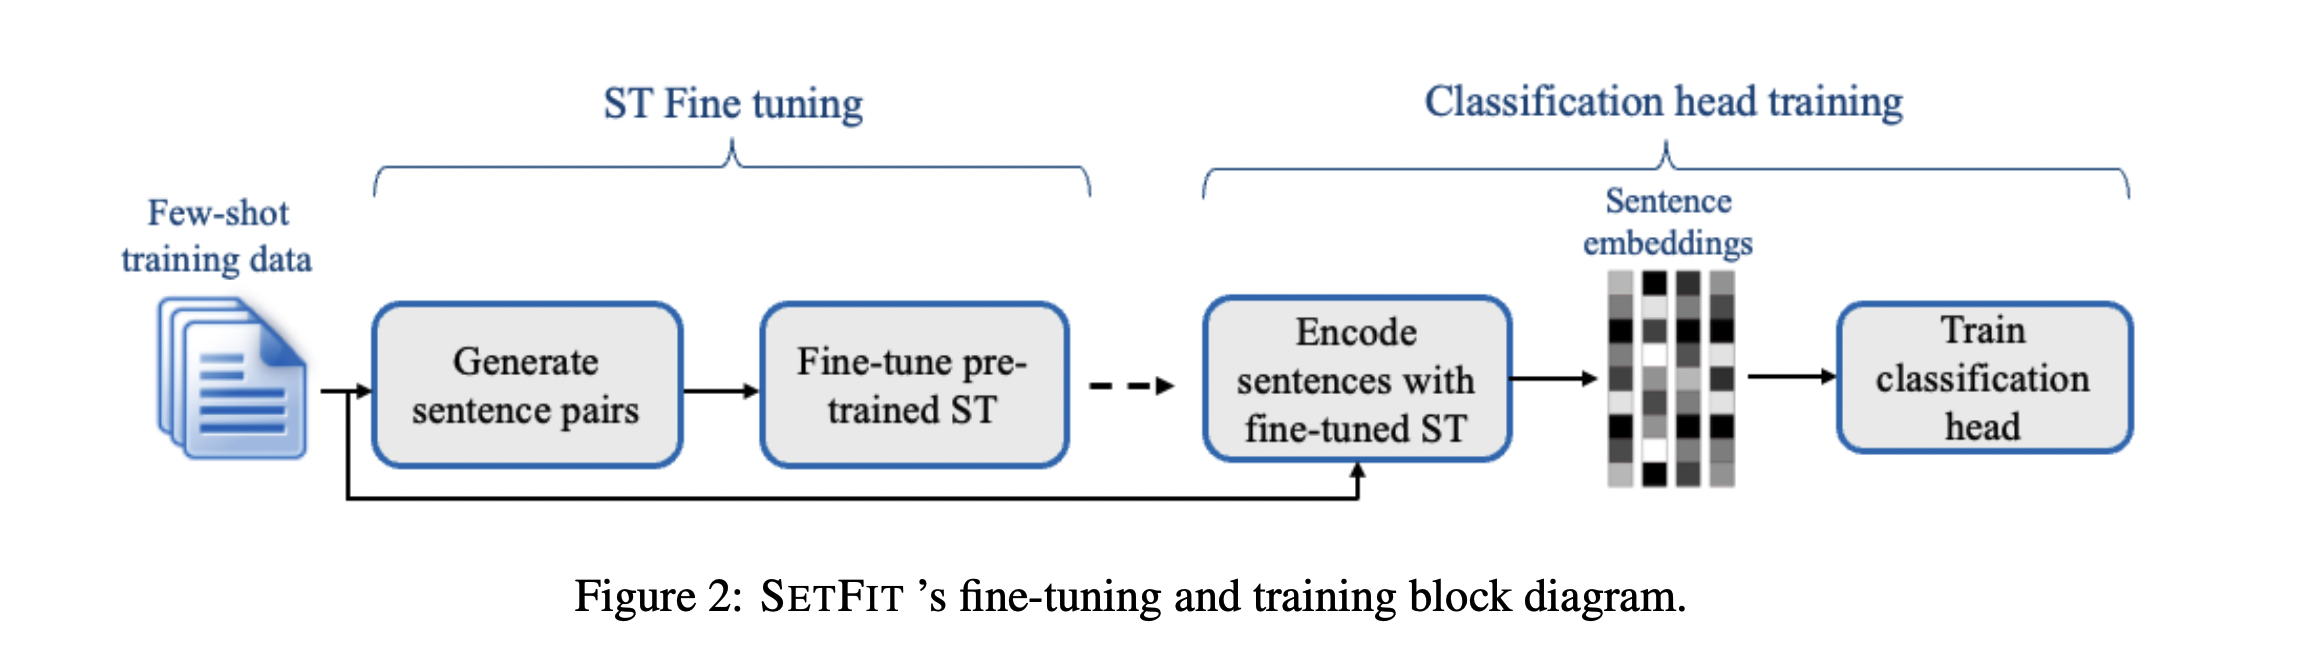 ST Fine tuning
Classification head training
Few-shot
training data
Sentence
embeddings
Generate
sentence pairs
Fine-tune pre-
trained ST
Encode
sentences with
fine-tuned ST
Train
classification
head
Figure 2: SETFIT ’s fine-tuning and training block diagram.